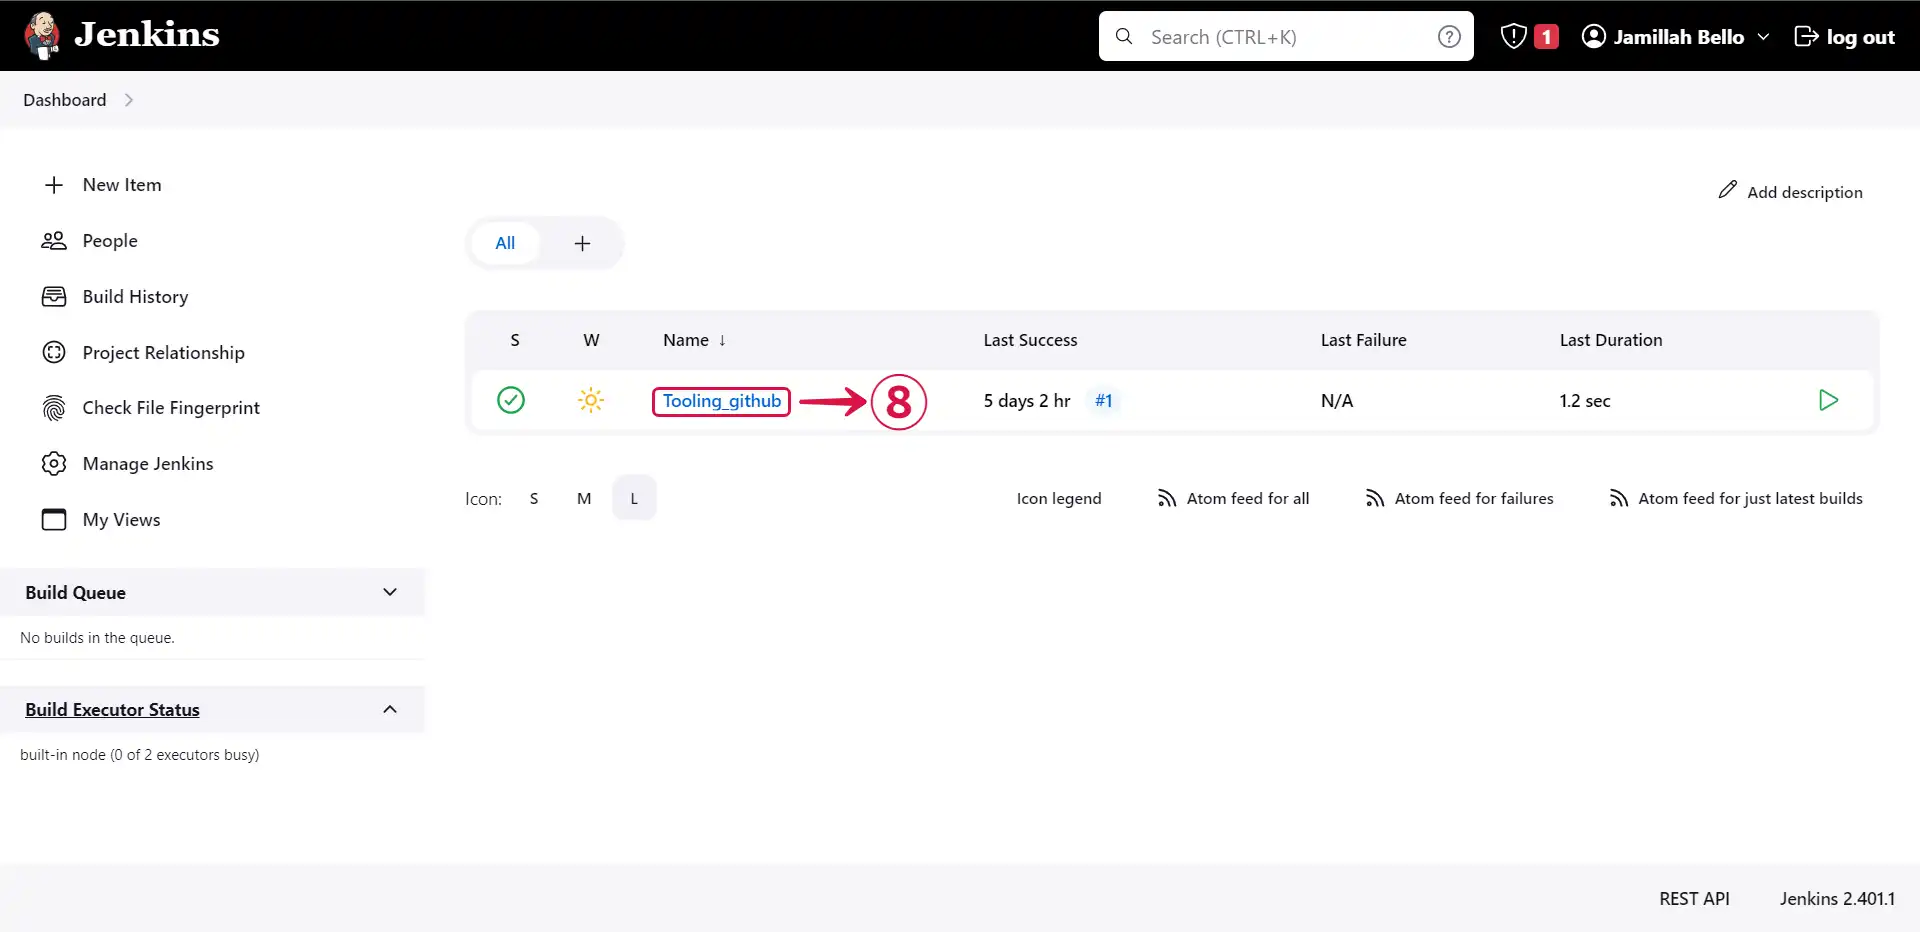 Jenkins
Search (CTRL+K)
?
1
Jamillah Bello
log out
Dashboard
New Item
People
Build History
Project Relationship
Check File Fingerprint
Manage Jenkins
My Views
Add description
All +
S W Name ↓ Last Success Last Failure Last Duration
Tooling_github 8 5 days 2 hr #1 N/A 1.2 sec
Icon: S M L
Icon legend Atom feed for all Atom feed for failures Atom feed for just latest builds
Build Queue
No builds in the queue.
Build Executor Status
built-in node (0 of 2 executors busy)
REST API Jenkins 2.401.1